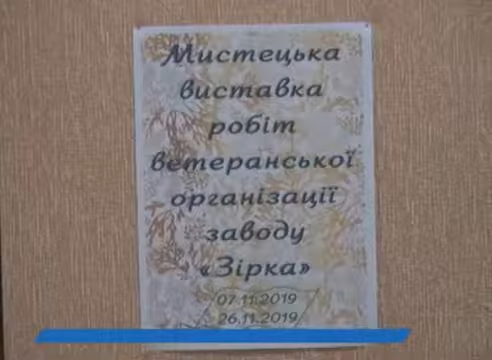 Мистецька
виставка
робіт
ветеранської
організації
заводу
«Зірка»
07.11.2019
26.11.2019